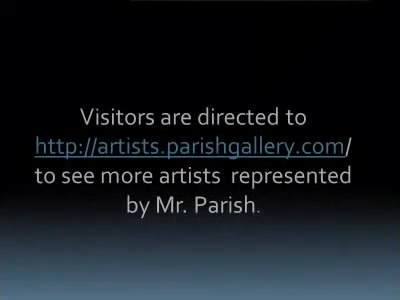 Visitors are directed to
http://artists.parishgallery.com/
to see more artists  represented
by Mr. Parish.